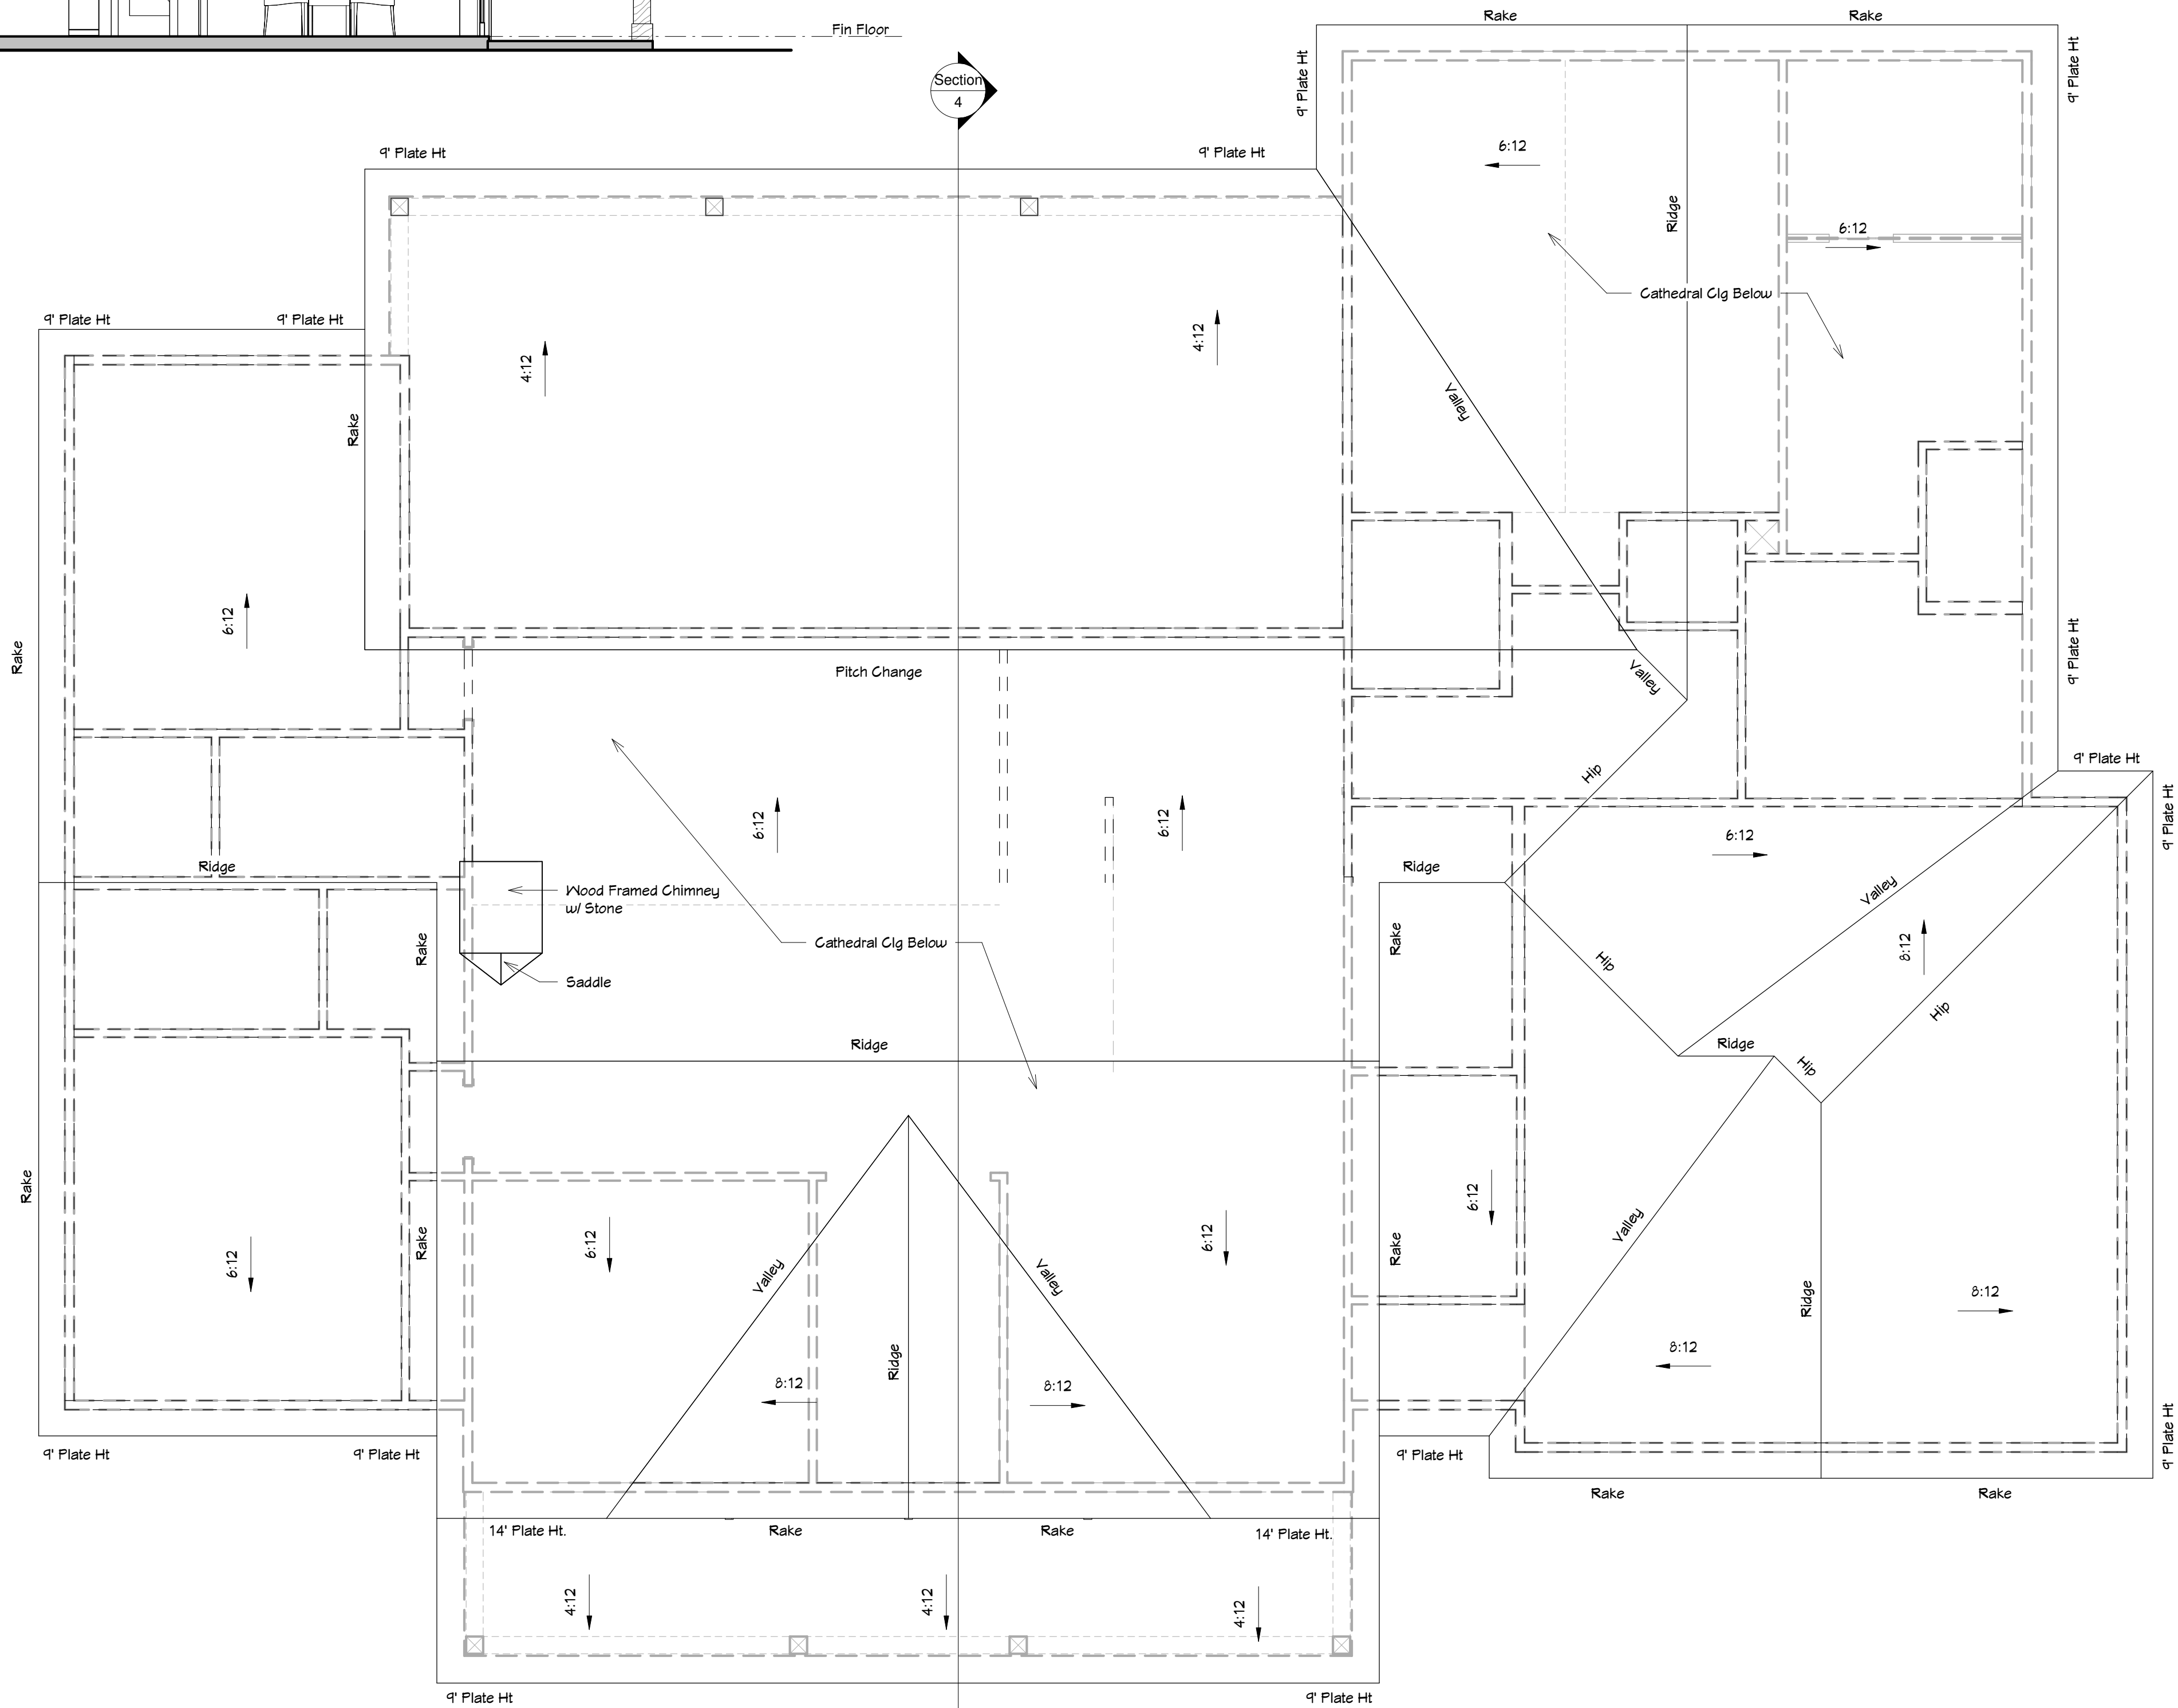 Fin Floor
Rake
Rake
Section
4
9' Plate Ht
9' Plate Ht
9' Plate Ht
9' Plate Ht
6:12
Ridge
6:12
Cathedral Clg Below
9' Plate Ht
9' Plate Ht
4:12
4:12
Rake
Valley
6:12
Rake
Pitch Change
Valley
9' Plate Ht
9' Plate Ht
9' Plate Ht
Hip
6:12
6:12
6:12
Ridge
Ridge
Wood Framed Chimney
w/ Stone
Valley
Rake
Rake
Cathedral Clg Below
8:12
Hip
Saddle
Hip
Ridge
Ridge
Hip
Rake
6:12
Rake
6:12
6:12
6:12
Rake
Valley
Valley
Valley
Ridge
Ridge
8:12
8:12
8:12
8:12
9' Plate Ht
9' Plate Ht
9' Plate Ht
9' Plate Ht
Rake
Rake
14' Plate Ht.
Rake
Rake
14' Plate Ht.
4:12
4:12
4:12
9' Plate Ht
9' Plate Ht